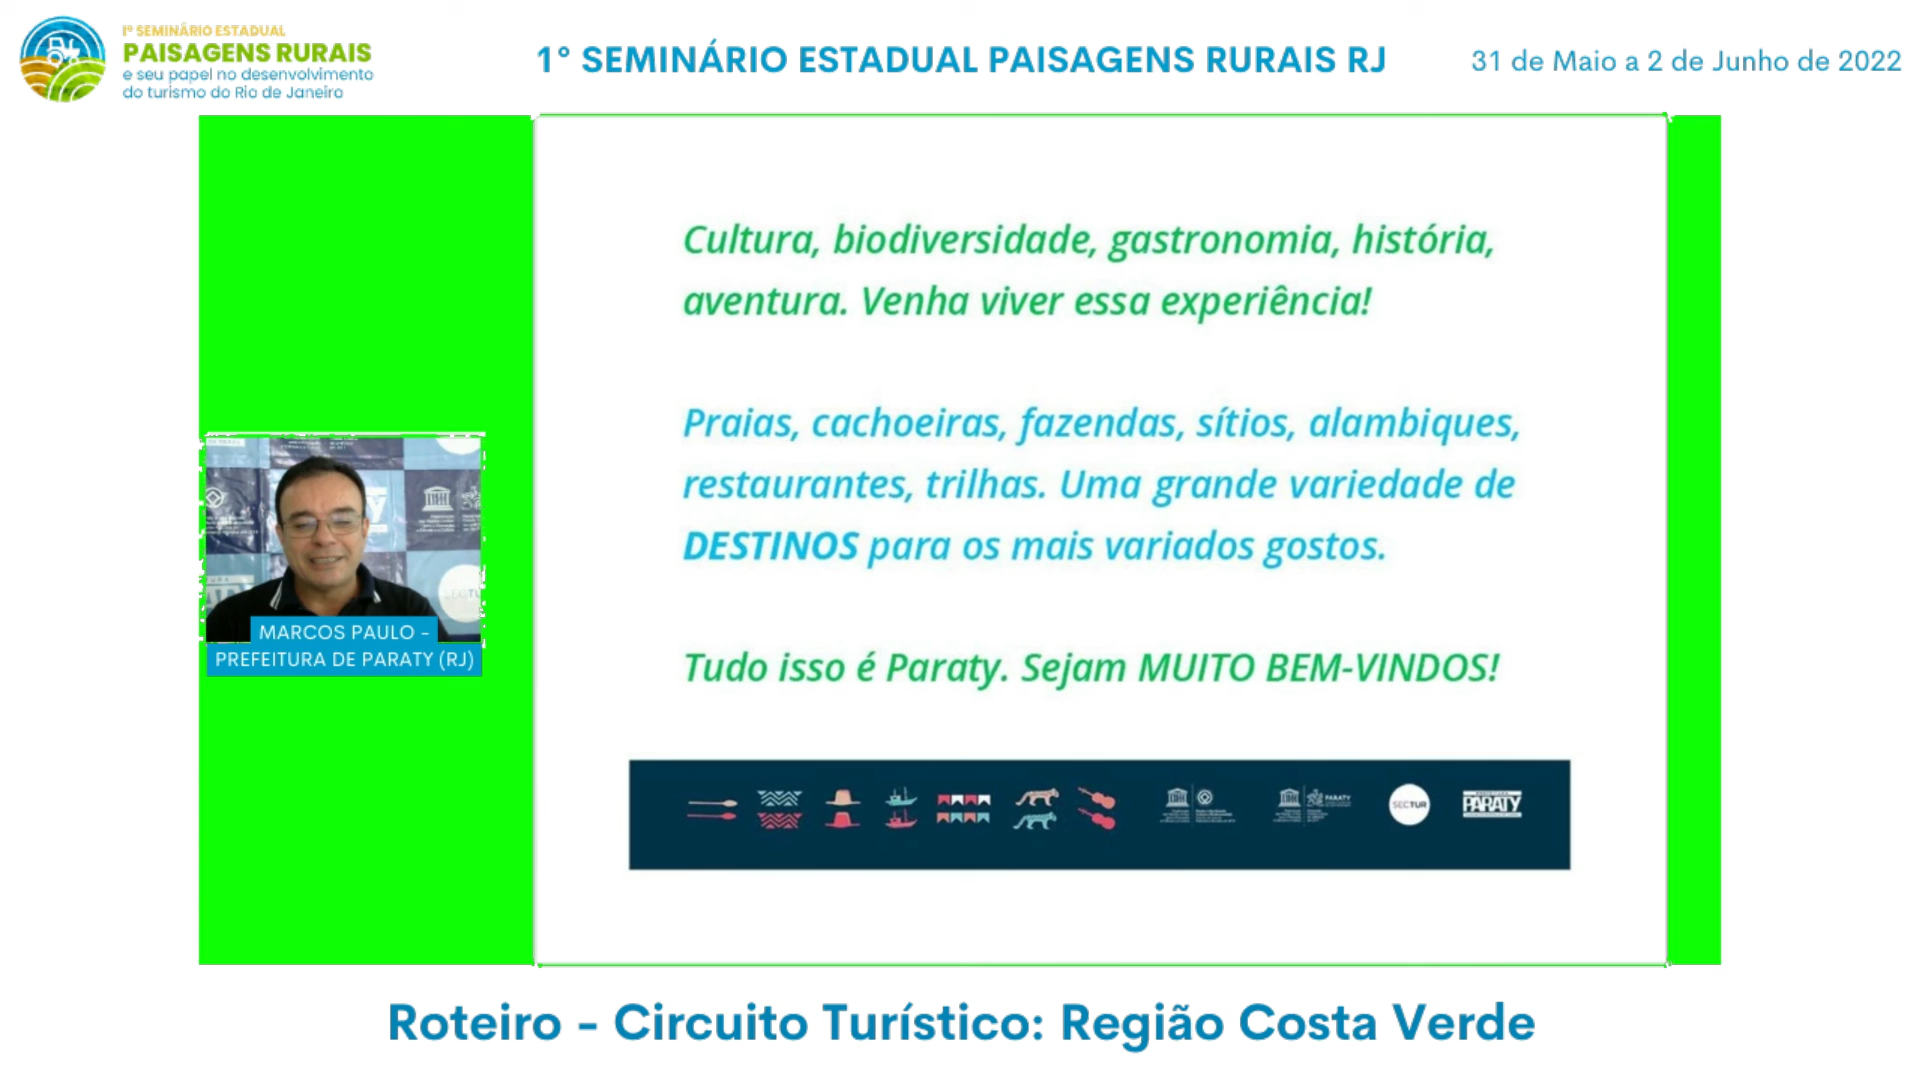 1º SEMINÁRIO ESTADUAL
PAISAGENS RURAIS
e seu papel no desenvolvimento
do turismo do Rio de Janeiro
1° SEMINÁRIO ESTADUAL PAISAGENS RURAIS RJ
31 de Maio a 2 de Junho de 2022
Cultura, biodiversidade, gastronomia, história,
aventura. Venha viver essa experiência!
Praias, cachoeiras, fazendas, sítios, alambiques,
restaurantes, trilhas. Uma grande variedade de
DESTINOS para os mais variados gostos.
Tudo isso é Paraty. Sejam MUITO BEM-VINDOS!
MARCOS PAULO -
PREFEITURA DE PARATY (RJ)
PARATY
SECTUR
PARATY
Roteiro - Circuito Turístico: Região Costa Verde